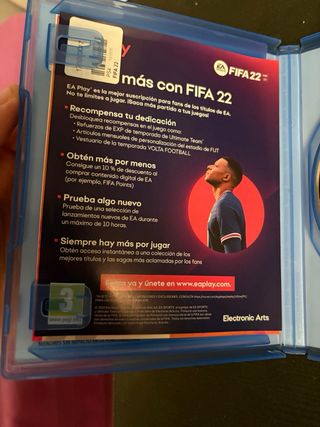 FIFA 22
FIFA 22
más con FIFA 22
EA Play es la mejor suscripción para fans de los títulos de EA.
No te limites a jugar. ¡Saca más partido a tus juegos!
Recompensa tu dedicación
Desbloquea recompensas en el juego como:
• Refuerzos de EXP de temporada de Ultimate Team™
• Artículos mensuales de personalización del estadio de FUT
• Vestuario de la temporada VOLTA FOOTBALL
Obtén más por menos
Consigue un 10 % de descuento al
comprar contenido digital de EA
(por ejemplo, FIFA Points)
Prueba algo nuevo
Prueba de una selección de
lanzamientos nuevos de EA durante
un máximo de 10 horas.
Siempre hay más por jugar
Obtén acceso instantáneo a una colección de los
mejores títulos y las sagas más aclamadas por los fans
ya y únete en www.eaplay.com.
3
Electronic Arts